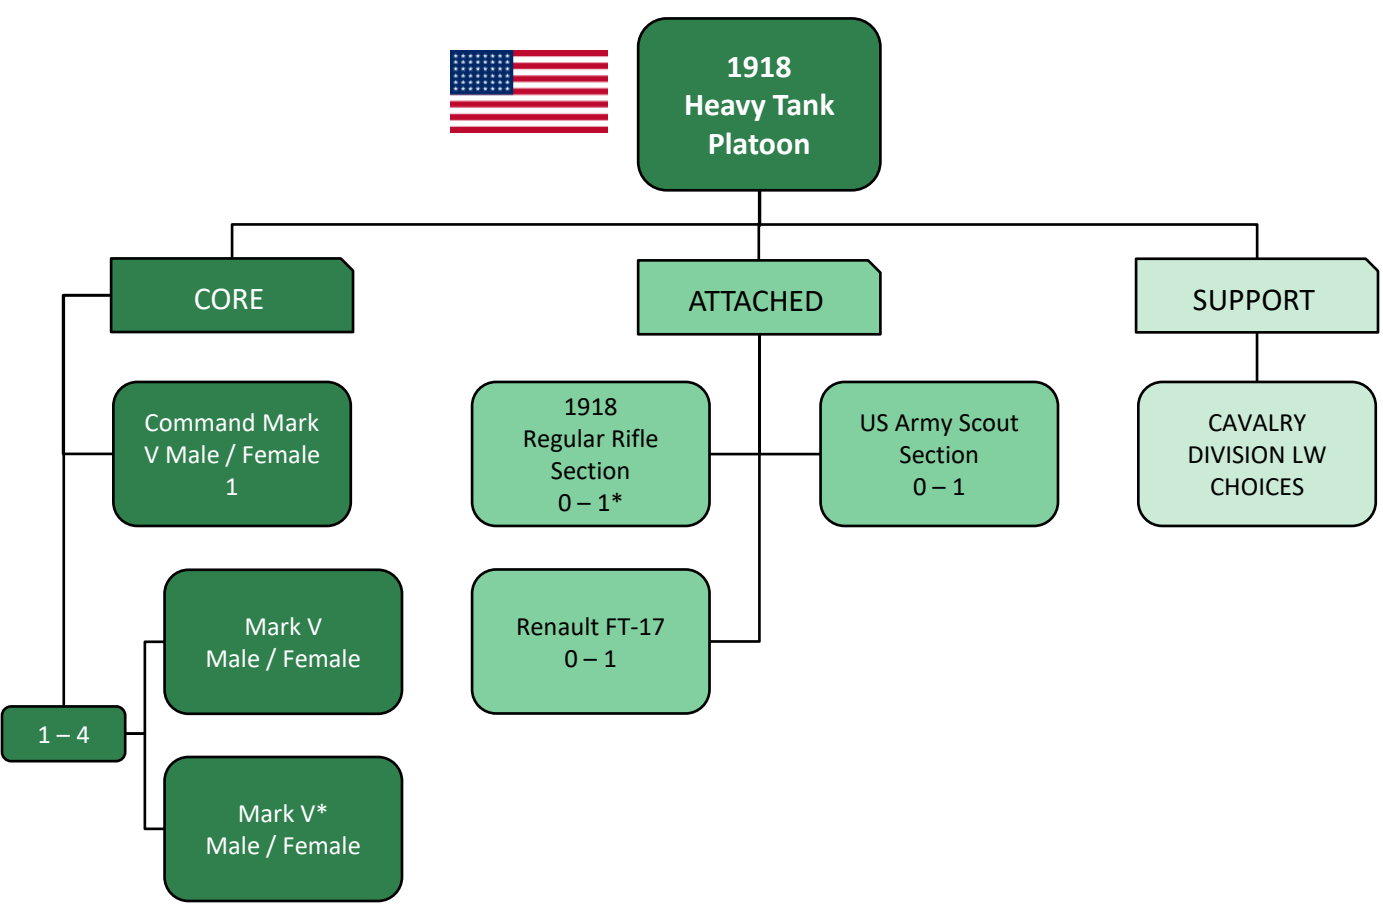 1918
Heavy Tank
Platoon
CORE
ATTACHED
SUPPORT
Command Mark
V Male / Female
1
1918
Regular Rifle
Section
0 – 1*
US Army Scout
Section
0 – 1
CAVALRY
DIVISION LW
CHOICES
Mark V
Male / Female
Renault FT-17
0 – 1
1 – 4
Mark V*
Male / Female